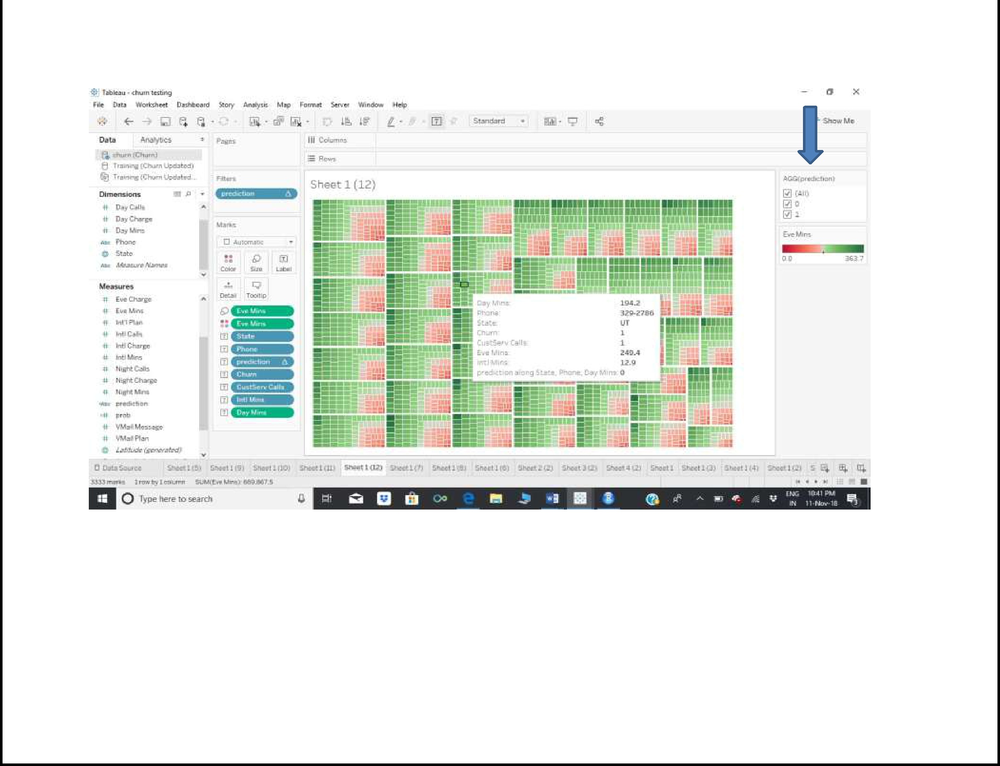 Tableau - churn testing
File Data Worksheet Dashboard Story Analysis Map Format Server Window Help
Standard
Show Me
Data Analytics
churn (Churn)
Training (Churn Updated)
Training (Churn Updated...
Dimensions
# Day Calls
# Day Charge
# Day Mins
Abc Phone
State
Abc Measure Names
Measures
# Eve Charge
# Eve Mins
# Int'l Plan
# Intl Calls
# Intl Charge
# Intl Mins
# Night Calls
# Night Charge
# Night Mins
=Abc prediction
=# prob
# VMail Message
# VMail Plan
Latitude (generated)
Pages
Filters
prediction Δ
Marks
Automatic
Color Size Label
Detail Tooltip
Eve Mins
Eve Mins
State
Phone
prediction Δ
Churn
CustServ Calls
Intl Mins
Day Mins
Columns
Rows
Sheet 1 (12)
Day Mins: 194.2
Phone: 329-2786
State: UT
Churn: 1
CustServ Calls: 1
Eve Mins: 249.4
Intl Mins: 12.9
prediction along State, Phone, Day Mins: 0
AGG(prediction)
(All)
0
1
Eve Mins
0.0 363.7
Data Source Sheet 1 (5) Sheet 1 (9) Sheet 1 (10) Sheet 1 (11) Sheet 1 (12) Sheet 1 (7) Sheet 1 (8) Sheet 1 (6) Sheet 2 (2) Sheet 3 (2) Sheet 4 (2) Sheet 1 Sheet 1 (3) Sheet 1 (4) Sheet 1 (2) S
3333 marks 1 row by 1 column SUM(Eve Mins): 669,867.5
Type here to search
ENG 10:41 PM
IN 11-Nov-18